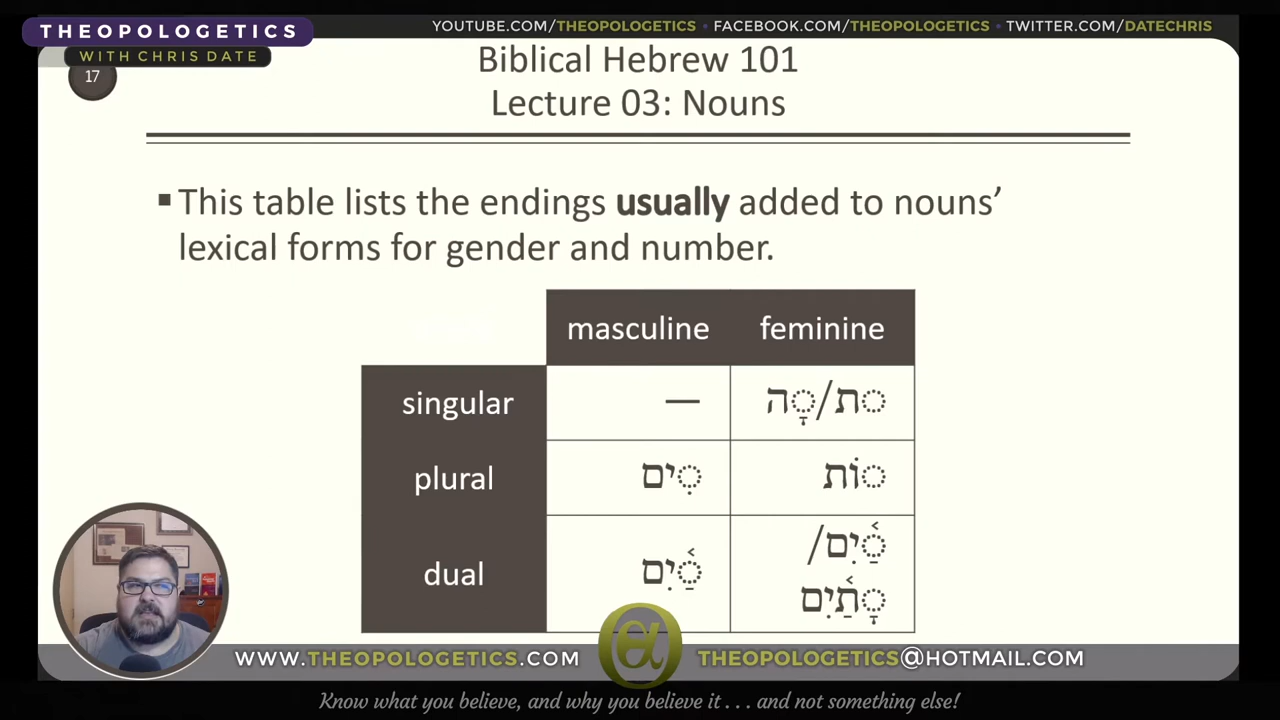 THEOPOLOGETICS
WITH CHRIS DATE
YOUTUBE.COM/THEOPOLOGETICS • FACEBOOK.COM/THEOPOLOGETICS • TWITTER.COM/DATECHRIS
17
Biblical Hebrew 101
Lecture 03: Nouns
▪ This table lists the endings usually added to nouns’
lexical forms for gender and number.
masculine feminine
singular — ◌ת/◌ָה
plural ◌ִים ◌וֹת
dual ◌ַ֫יִם ◌ַ֫יִם/
◌ָתַ֫יִם
WWW.THEOPOLOGETICS.COM THEOPOLOGETICS@HOTMAIL.COM
Know what you believe, and why you believe it . . . and not something else!